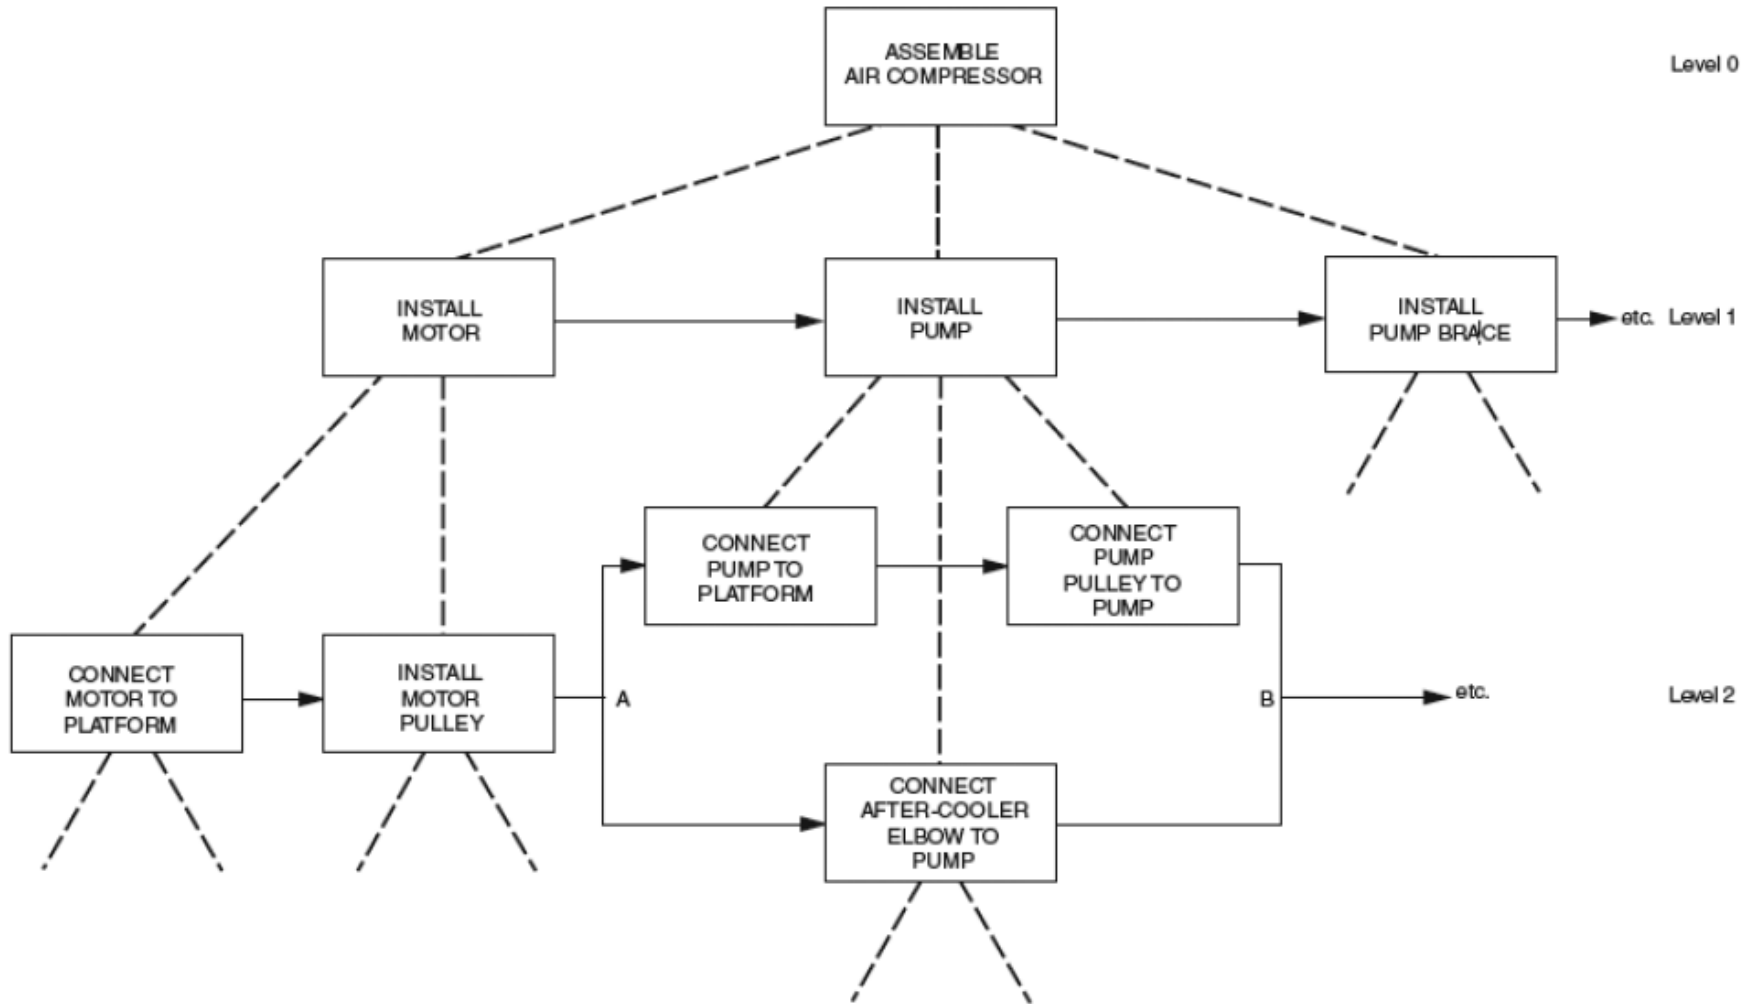 ASSEMBLE
AIR COMPRESSOR
Level 0
INSTALL
MOTOR
INSTALL
PUMP
INSTALL
PUMP BRACE
etc. Level 1
CONNECT
PUMP TO
PLATFORM
CONNECT
PUMP
PULLEY TO
PUMP
CONNECT
MOTOR TO
PLATFORM
INSTALL
MOTOR
PULLEY
A
B
etc.
Level 2
CONNECT
AFTER-COOLER
ELBOW TO
PUMP